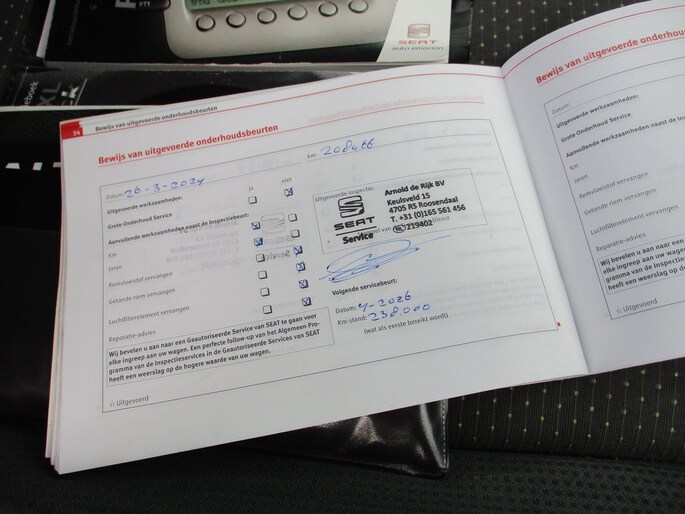 SEAT
auto emoción
34 Bewijs van uitgevoerde onderhoudsbeurten
Bewijs van uitgevoerde onderhoudsbeurten
Datum: 26-3-2024 km: 208466
ja niet
Uitgevoerde werkzaamheden:
Grote Onderhoud Service
Aanvullende werkzaamheden naast de Inspectiebeurt:
Km
Jaren
Remvloeistof vervangen
Getande riem vervangen
Luchtfilterelement vervangen
Reparatie-advies
Wij bevelen u aan naar een Geautoriseerde Service van SEAT te gaan voor
elke ingreep aan uw wagen. Een perfecte follow-up van het Algemeen Pro-
gramma van de Inspectieservices in de Geautoriseerde Services van SEAT
heeft een weerslag op de hogere waarde van uw wagen.
√: Uitgevoerd
Uitgevoerde inspectie:
SEAT
Service
Arnold de Rijk BV
Keulsveld 15
4705 RS Roosendaal
T. +31 (0)165 561 456
219402
Volgende servicebeurt:
Datum: 4-2026
Km-stand: 238.000
(wat als eerste bereikt wordt)
Bewijs van uitgevoerde onderhoudsbeu
Datum:
Uitgevoerde werkzaamheden:
Grote Onderhoud Service
Aanvullende werkzaamheden naast de Inspe
Km
Jaren
Remvloeistof vervangen
Getande riem vervangen
Luchtfilterelement vervangen
Reparatie-advies
Wij bevelen u aan naar een
elke ingreep aan uw wagen.
gramma van de Inspectie
heeft een weerslag op de
√: Uitgevoerd